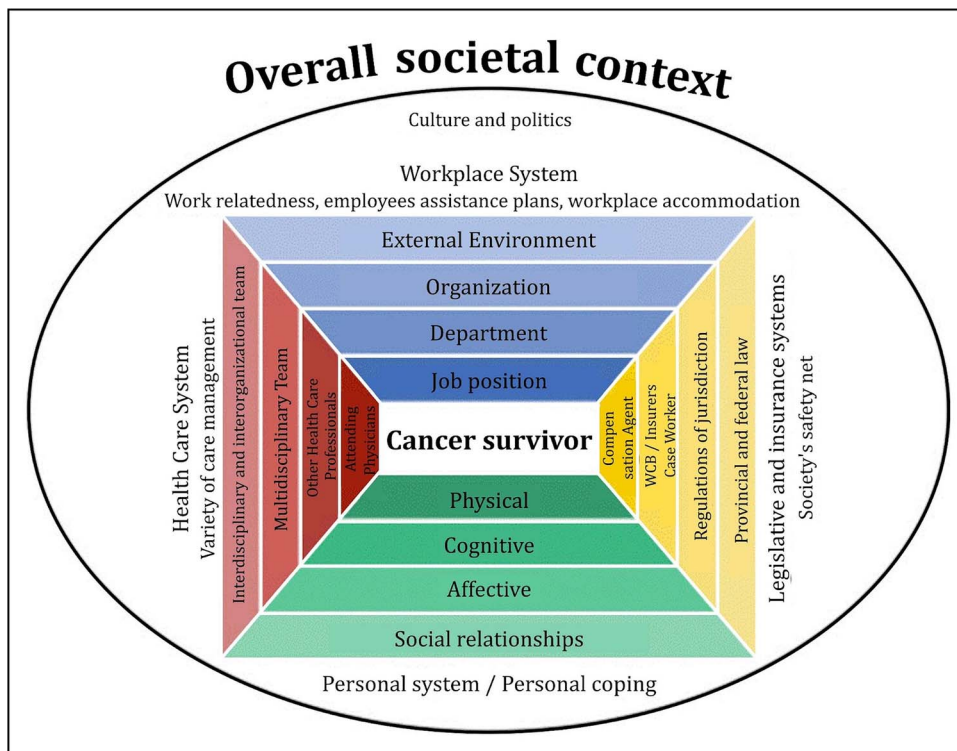 Overall societal context
Culture and politics
Workplace System
Work relatedness, employees assistance plans, workplace accommodation
External Environment
Organization
Department
Job position
Health Care System
Variety of care management
Interdisciplinary and interorganizational team
Multidisciplinary Team
Other Health Care
Professionals
Attending
Physicians
Cancer survivor
Compen
sation Agent
WCB / Insurers
Case Worker
Regulations of jurisdiction
Provincial and federal law
Legislative and insurance systems
Society's safety net
Physical
Cognitive
Affective
Social relationships
Personal system / Personal coping